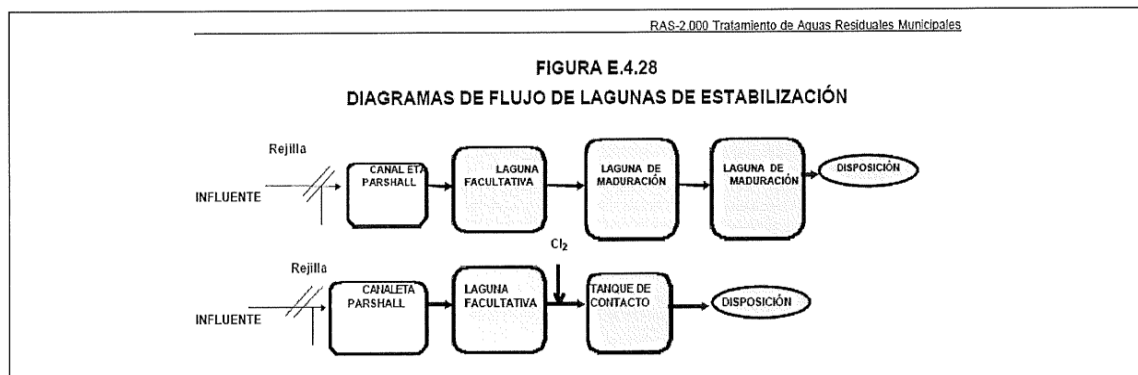 RAS-2.000 Tratamiento de Aguas Residuales Municipales
FIGURA E.4.28
DIAGRAMAS DE FLUJO DE LAGUNAS DE ESTABILIZACIÓN
Rejilla
INFLUENTE
CANALETA
PARSHALL
LAGUNA
FACULTATIVA
LAGUNA DE
MADURACIÓN
LAGUNA DE
MADURACIÓN
DISPOSICIÓN
Rejilla
INFLUENTE
CANALETA
PARSHALL
LAGUNA
FACULTATIVA
Cl₂
TANQUE DE
CONTACTO
DISPOSICIÓN